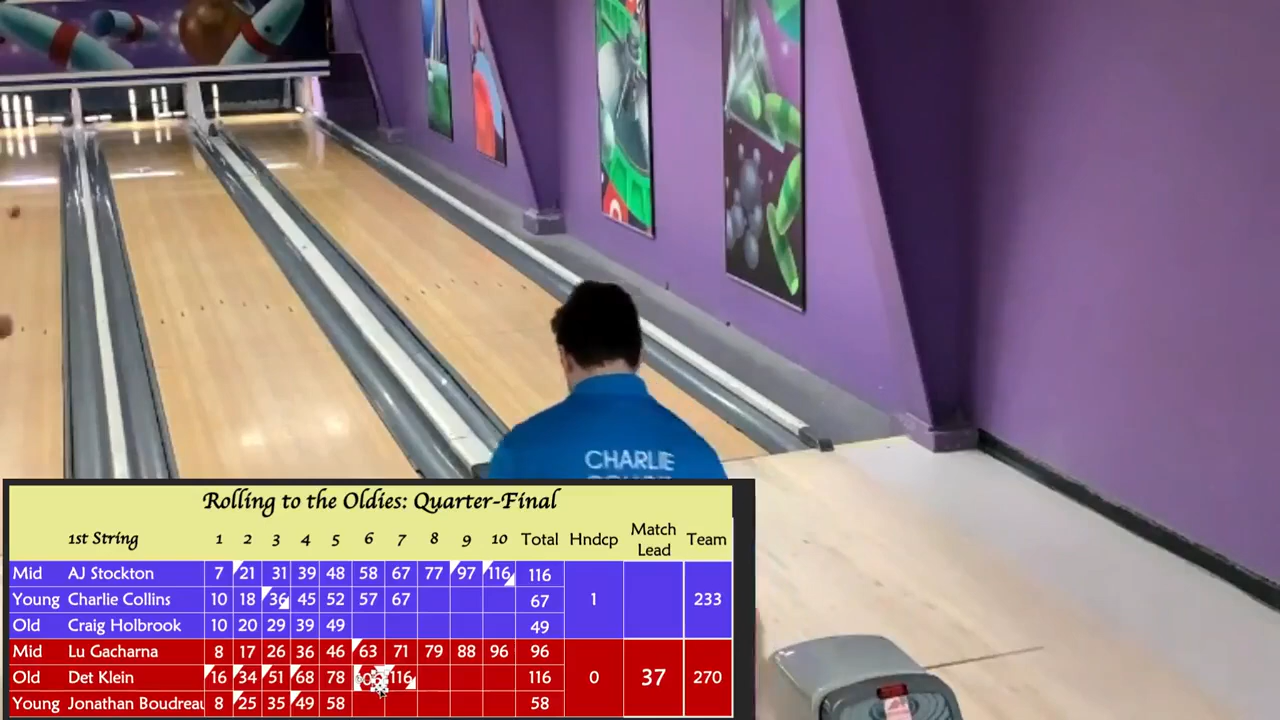 CHARLIE
Rolling to the Oldies: Quarter-Final
1st String 1 2 3 4 5 6 7 8 9 10 Total Hndcp Match Lead Team
Mid AJ Stockton 7 21 31 39 48 58 67 77 97 116 116
Young Charlie Collins 10 18 36 45 52 57 67 67 1 233
Old Craig Holbrook 10 20 29 39 49 49
Mid Lu Gacharna 8 17 26 36 46 63 71 79 88 96 96
Old Det Klein 16 34 51 68 78 116 116 0 37 270
Young Jonathan Boudreau 8 25 35 49 58 58